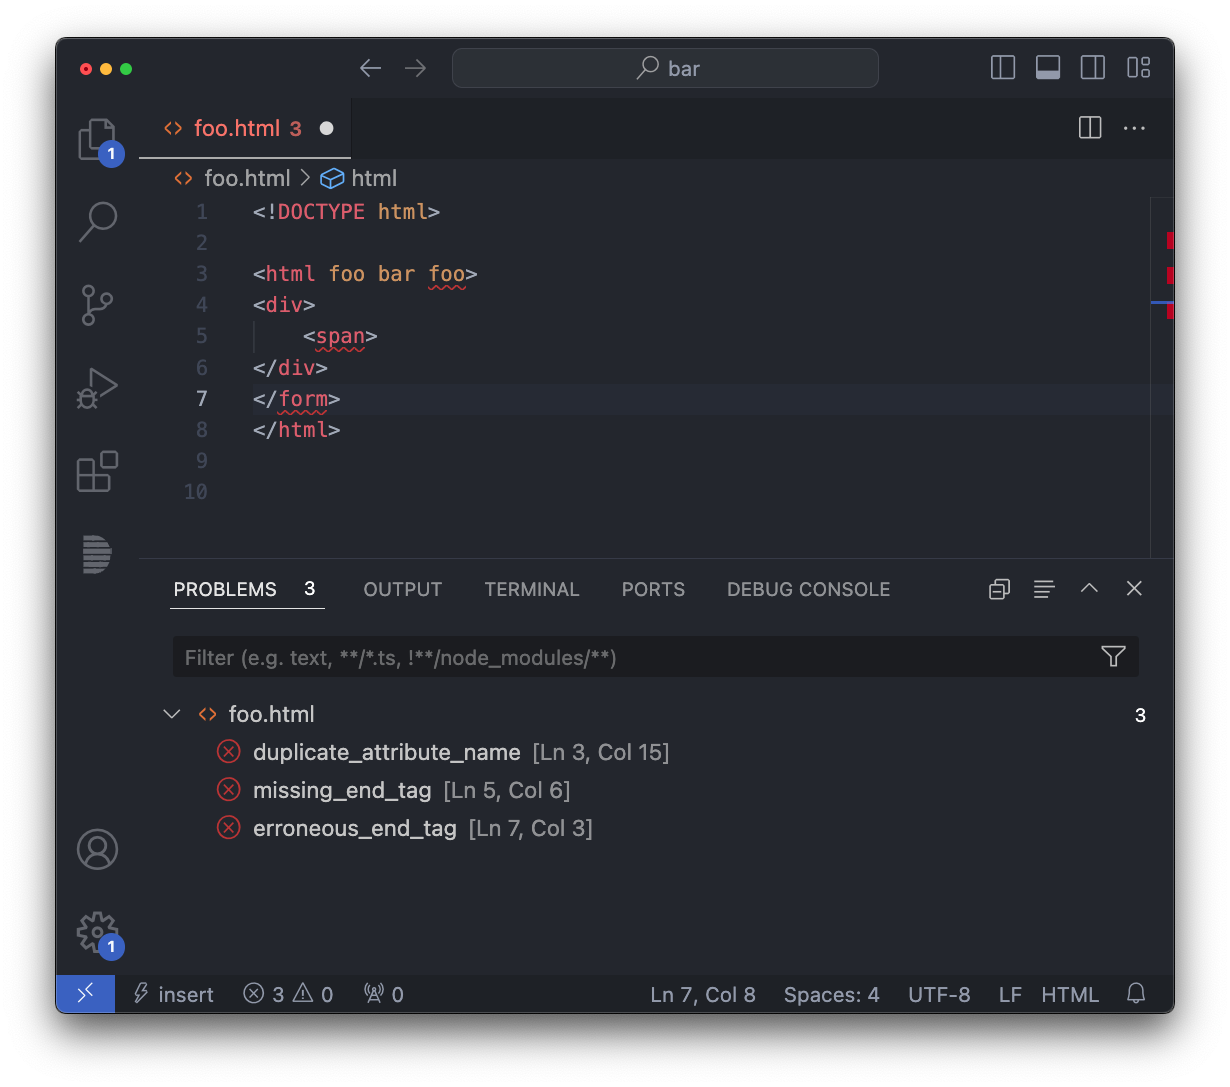 bar
foo.html 3
foo.html > html
1 <!DOCTYPE html>
2
3 <html foo bar foo>
4 <div>
5     <span>
6 </div>
7 </form>
8 </html>
9
10
1
PROBLEMS 3 OUTPUT TERMINAL PORTS DEBUG CONSOLE
Filter (e.g. text, **/*.ts, !**/node_modules/**)
foo.html 3
duplicate_attribute_name [Ln 3, Col 15]
missing_end_tag [Ln 5, Col 6]
erroneous_end_tag [Ln 7, Col 3]
1
insert 3 0 0 Ln 7, Col 8 Spaces: 4 UTF-8 LF HTML